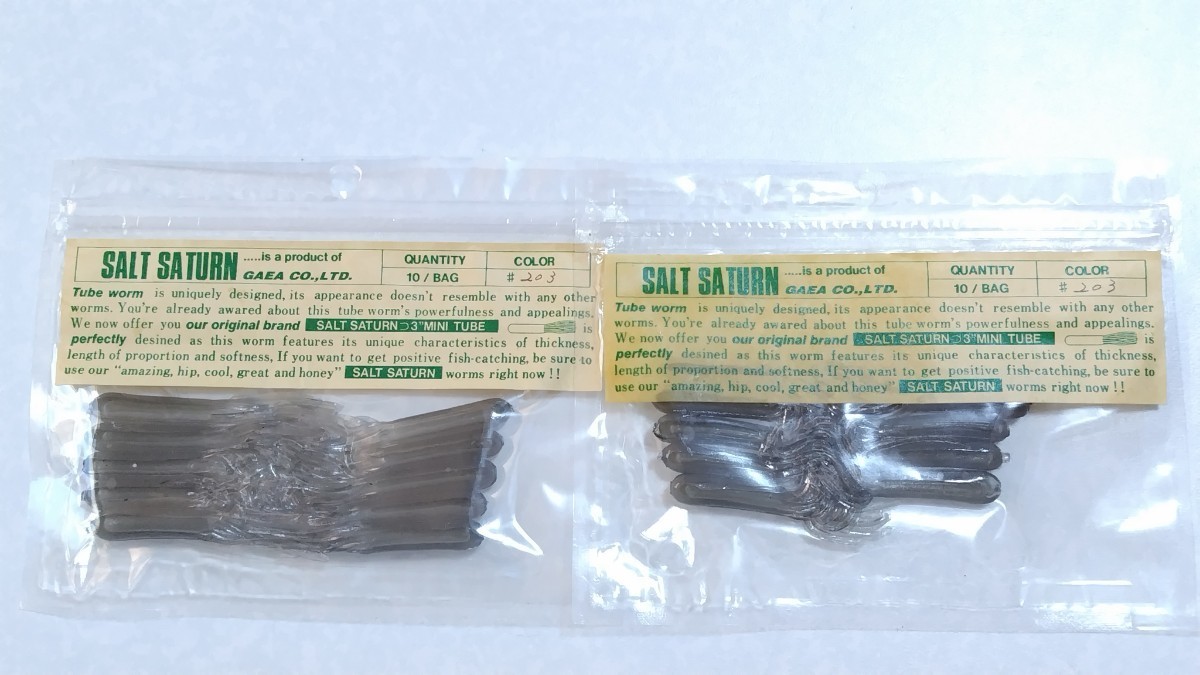 SALT SATURN .....is a product of GAEA CO.,LTD.
QUANTITY
10 / BAG
COLOR
# 203
Tube worm is uniquely designed, its appearance doesn't resemble with any other
worms. You're already awared about this tube worm's powerfulness and appealings.
We now offer you our original brand SALT SATURN 3"MINI TUBE is
perfectly desined as this worm features its unique characteristics of thickness,
length of proportion and softness, If you want to get positive fish-catching, be sure to
use our "amazing, hip, cool, great and honey" SALT SATURN worms right now !!
SALT SATURN .....is a product of GAEA CO.,LTD.
QUANTITY
10 / BAG
COLOR
# 203
Tube worm is uniquely designed, its appearance doesn't resemble with any other
worms. You're already awared about this tube worm's powerfulness and appealings.
We now offer you our original brand SALT SATURN 3"MINI TUBE is
perfectly desined as this worm features its unique characteristics of thickness,
length of proportion and softness, If you want to get positive fish-catching, be sure to
use our "amazing, hip, cool, great and honey" SALT SATURN worms right now !!